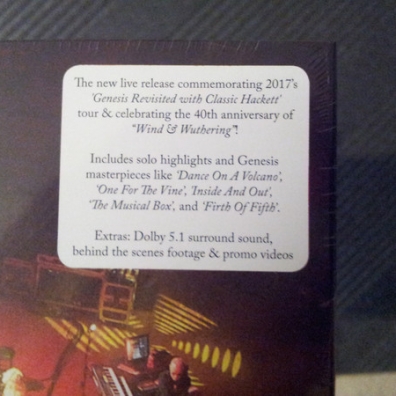 The new live release commemorating 2017's
'Genesis Revisited with Classic Hackett'
tour & celebrating the 40th anniversary of
"Wind & Wuthering"!
Includes solo highlights and Genesis
masterpieces like 'Dance On A Volcano',
'One For The Vine', 'Inside And Out',
'The Musical Box', and 'Firth Of Fifth'.
Extras: Dolby 5.1 surround sound,
behind the scenes footage & promo videos